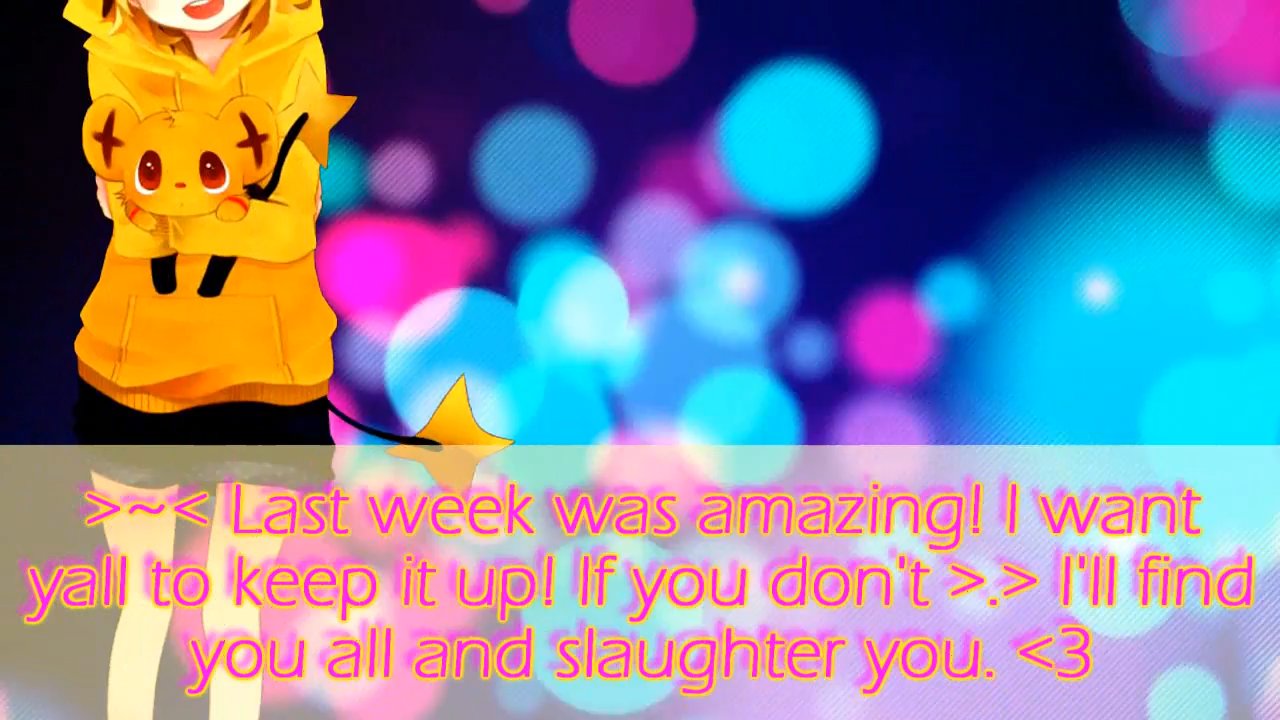 >~< Last week was amazing! I want
yall to keep it up! If you don't >.> I'll find
you all and slaughter you. <3